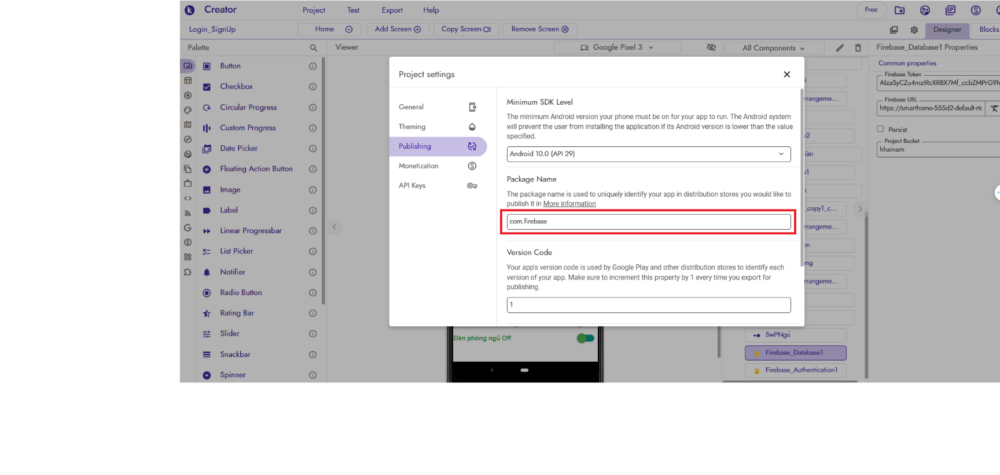 Creator
Project
Test
Export
Help
Free
Login_SignUp
Home
Add Screen
Copy Screen
Remove Screen
Designer
Blocks
Palette
Viewer
Google Pixel 3
All Components
Firebase_Database1 Properties
Button
Checkbox
Circular Progress
Custom Progress
Date Picker
Floating Action Button
Image
Label
Linear Progressbar
List Picker
Notifier
Radio Button
Rating Bar
Slider
Snackbar
Spinner
Project settings
General
Theming
Publishing
Monetization
API Keys
Minimum SDK Level
The minimum Android version your phone must be on for your app to run. The Android system
will prevent the user from installing the application if its Android version is lower than the value
specified.
Android 10.0 (API 29)
Package Name
The package name is used to uniquely identify your app in distribution stores you would like to
publish it in More information
com.firebase
Version Code
Your app's version code is used by Google Play and other distribution stores to identify each
version of your app. Make sure to increment this property by 1 every time you export for
publishing.
1
Đèn phòng ngủ Off
rrangeme...
y2
àn
y1
_copy1_c...
rrangeme...
en
ng
rrangeme...
SwPNgủ
Firebase_Database1
Firebase_Authentication1
Common properties
Firebase Token
AIzaSyCZu4mztRcXR8X7Mf_ccbZMPrG9h
Firebase URL
https://smarthome-555d2-default-rtc
Persist
Project Bucket
hhainam